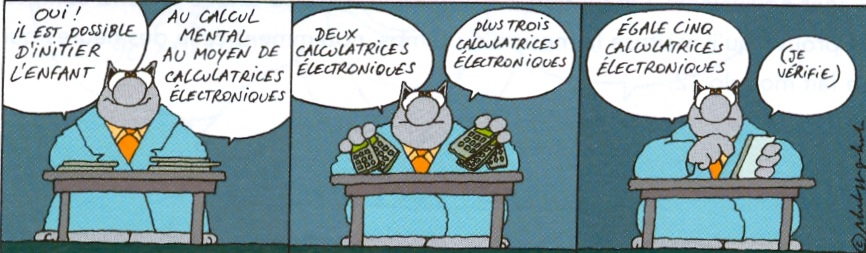 OUI !
iL EST POSSIBLE
D'INITIER
L'ENFANT
AU CALCUL
MENTAL
AU MOYEN DE
CALCULATRICES
ÉLECTRONIQUES
DEUX
CALCULATRICES
ÉLECTRONIQUES
PLUS TROIS
CALCULATRICES
ÉLECTRONIQUES
ÉGALE CINQ
CALCULATRICES
ÉLECTRONIQUES
(JE
VÉRIFIE)